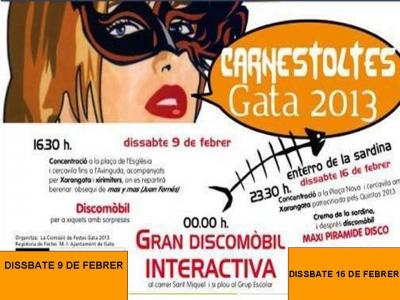 CARNESTOLTES
Gata 2013
16.30 h.
dissabte 9 de febrer
Concentració a la plaça de l'Església
i cercavila fins a l'Avinguda, acompanyats
per Xarangata i xirimiters, on es repartirà
berenar obsequi de mas y mas (Juan Fornés)
Discomòbil
per a xiquets amb sorpreses
enterro de la sardina
dissabte 16 de febrer
23.30 h.
Concentració a la Plaça Nova i cercavila amb
Xarangata patrocinada pels Quintos 2013
Crema de la sardina,
i després discomòbil
MAXI PIRAMIDE DISCO
00.00 h.
GRAN DISCOMÒBIL
INTERACTIVA
al carrer Sant Miquel i si plou al Grup Escolar
Organitza: La Comissió de Festes Gata 2013
Regidoria de Festes M. I. Ajuntament de Gata
DISSBATE 9 DE FEBRER
DISSBATE 16 DE FEBRER